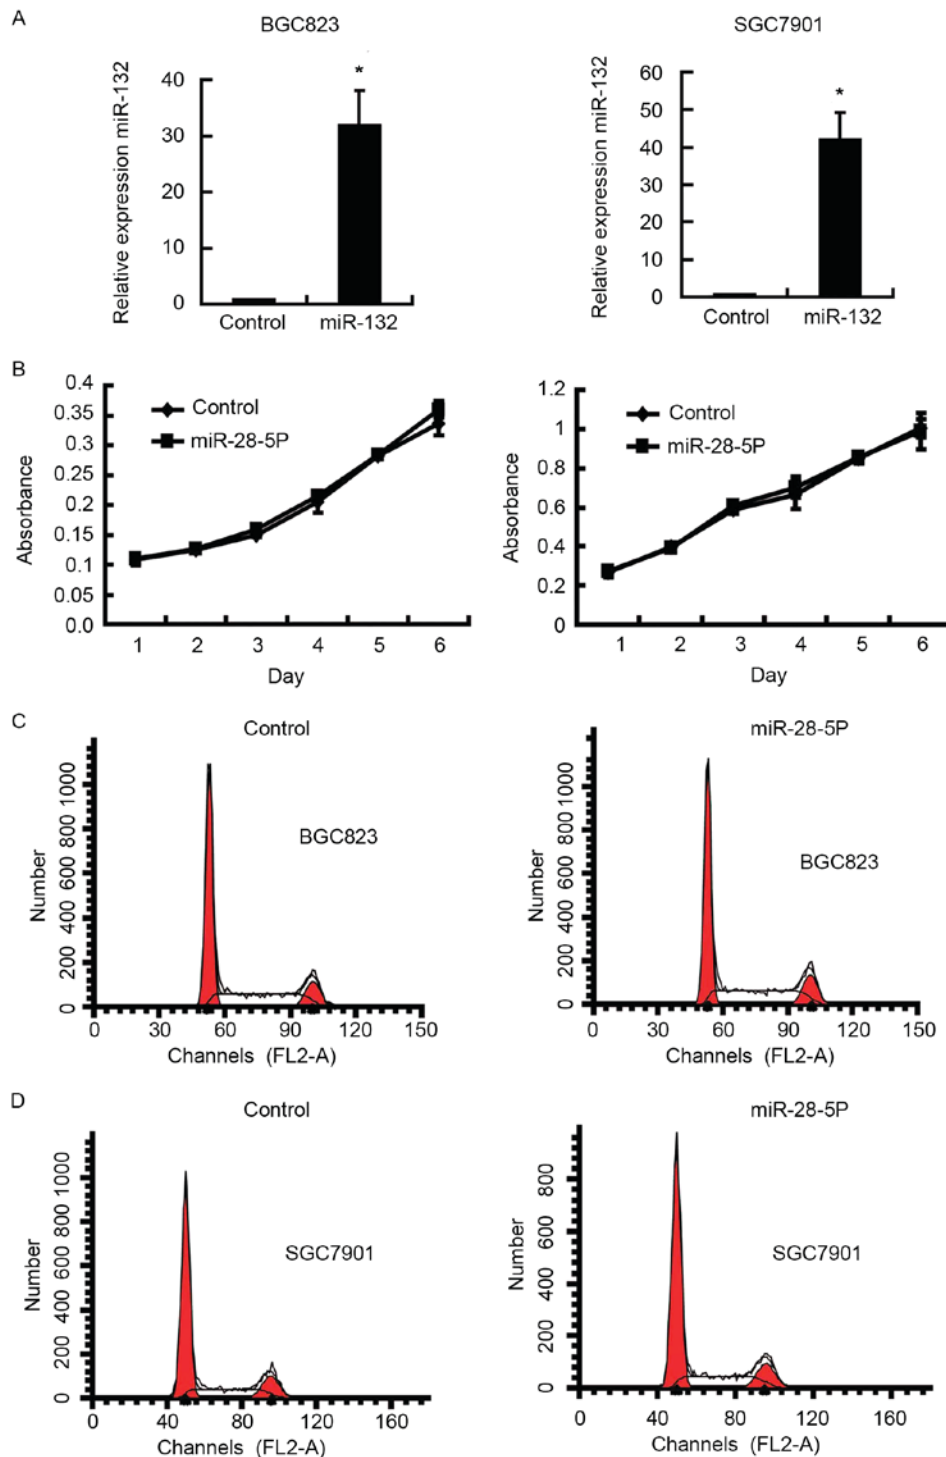 A
BGC823
SGC7901
Relative expression miR-132
40
30
20
10
0
*
Control
miR-132
Relative expression miR-132
60
50
40
30
20
10
0
*
Control
miR-132
B
Absorbance
0.4
0.35
0.3
0.25
0.2
0.15
0.1
0.05
0.0
Control
miR-28-5P
1 2 3 4 5 6
Day
Absorbance
1.2
1
0.8
0.6
0.4
0.2
0
Control
miR-28-5P
1 2 3 4 5 6
Day
C
Control
Number
1000
800
600
400
200
0
BGC823
0 30 60 90 120 150
Channels (FL2-A)
miR-28-5P
Number
1000
800
600
400
200
0
BGC823
0 30 60 90 120 150
Channels (FL2-A)
D
Control
Number
1000
800
600
400
200
0
SGC7901
0 40 80 120 160
Channels (FL2-A)
miR-28-5P
Number
800
600
400
200
0
SGC7901
0 40 80 120 160
Channels (FL2-A)